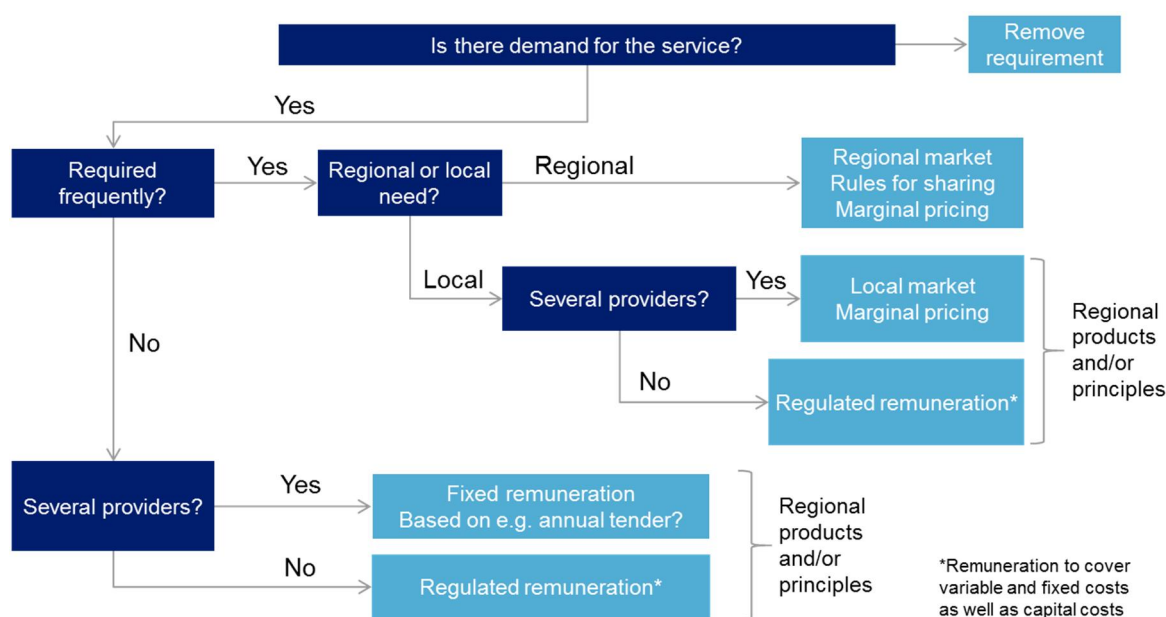 Is there demand for the service?
Remove
requirement
Yes
Required
frequently?
Yes
Regional or local
need?
Regional
Regional market
Rules for sharing
Marginal pricing
Local
Several providers?
Yes
Local market
Marginal pricing
No
Regulated remuneration*
Regional
products
and/or
principles
No
Several providers?
Yes
Fixed remuneration
Based on e.g. annual tender?
No
Regulated remuneration*
Regional
products
and/or
principles
*Remuneration to cover
variable and fixed costs
as well as capital costs